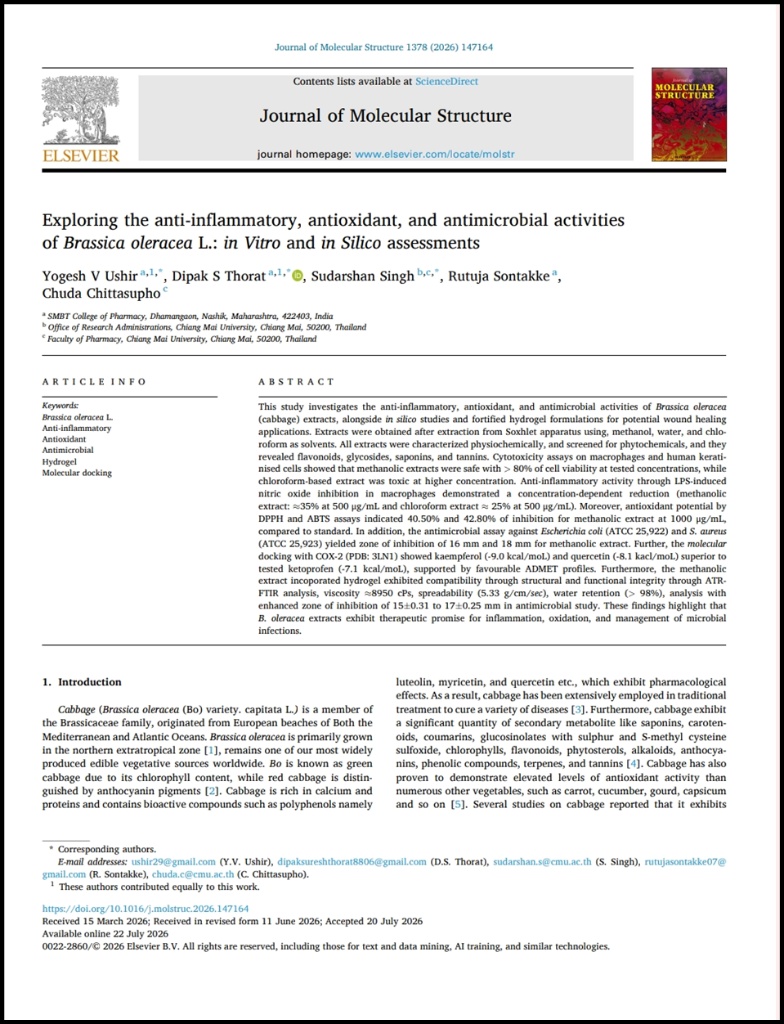 Journal of Molecular Structure 1378 (2026) 147164
Contents lists available at ScienceDirect
Journal of Molecular Structure
journal homepage: www.elsevier.com/locate/molstr
ELSEVIER
MOLECULAR
STRUCTURE
Exploring the anti-inflammatory, antioxidant, and antimicrobial activities
of Brassica oleracea L.: in Vitro and in Silico assessments
Yogesh V Ushir a,1,*, Dipak S Thorat a,1,*, Sudarshan Singh b,c,*, Rutuja Sontakke a,
Chuda Chittasupho c
a SMBT College of Pharmacy, Dhamangaon, Nashik, Maharashtra, 422403, India
b Office of Research Administrations, Chiang Mai University, Chiang Mai, 50200, Thailand
c Faculty of Pharmacy, Chiang Mai University, Chiang Mai, 50200, Thailand
ARTICLE INFO
Keywords:
Brassica oleracea L.
Anti-inflammatory
Antioxidant
Antimicrobial
Hydrogel
Molecular docking
ABSTRACT
This study investigates the anti-inflammatory, antioxidant, and antimicrobial activities of Brassica oleracea
(cabbage) extracts, alongside in silico studies and fortified hydrogel formulations for potential wound healing
applications. Extracts were obtained after extraction from Soxhlet apparatus using, methanol, water, and chlo-
roform as solvents. All extracts were characterized physiochemically, and screened for phytochemicals, and they
revealed flavonoids, glycosides, saponins, and tannins. Cytotoxicity assays on macrophages and human kerati-
nised cells showed that methanolic extracts were safe with > 80% of cell viability at tested concentrations, while
chloroform-based extract was toxic at higher concentration. Anti-inflammatory activity through LPS-induced
nitric oxide inhibition in macrophages demonstrated a concentration-dependent reduction (methanolic
extract: ≈35% at 500 μg/mL and chloroform extract ≈ 25% at 500 μg/mL). Moreover, antioxidant potential by
DPPH and ABTS assays indicated 40.50% and 42.80% of inhibition for methanolic extract at 1000 μg/mL,
compared to standard. In addition, the antimicrobial assay against Escherichia coli (ATCC 25,922) and S. aureus
(ATCC 25,923) yielded zone of inhibition of 16 mm and 18 mm for methanolic extract. Further, the molecular
docking with COX-2 (PDB: 3LN1) showed kaempferol (-9.0 kcal/moL) and quercetin (-8.1 kacl/moL) superior to
tested ketoprofen (-7.1 kcal/moL), supported by favourable ADMET profiles. Furthermore, the methanolic
extract incoporated hydrogel exhibited compatibility through structural and functional integrity through ATR-
FTIR analysis, viscosity ≈8950 cPs, spreadability (5.33 g/cm/sec), water retention (> 98%), analysis with
enhanced zone of inhibition of 15±0.31 to 17±0.25 mm in antimicrobial study. These findings highlight that
B. oleracea extracts exhibit therapeutic promise for inflammation, oxidation, and management of microbial
infections.
1. Introduction
Cabbage (Brassica oleracea (Bo) variety. capitata L.) is a member of
the Brassicaceae family, originated from European beaches of Both the
Mediterranean and Atlantic Oceans. Brassica oleracea is primarily grown
in the northern extratropical zone [1], remains one of our most widely
produced edible vegetative sources worldwide. Bo is known as green
cabbage due to its chlorophyll content, while red cabbage is distin-
guished by anthocyanin pigments [2]. Cabbage is rich in calcium and
proteins and contains bioactive compounds such as polyphenols namely
luteolin, myricetin, and quercetin etc., which exhibit pharmacological
effects. As a result, cabbage has been extensively employed in traditional
treatment to cure a variety of diseases [3]. Furthermore, cabbage exhibit
a significant quantity of secondary metabolite like saponins, caroten-
oids, coumarins, glucosinolates with sulphur and S-methyl cysteine
sulfoxide, chlorophylls, flavonoids, phytosterols, alkaloids, anthocya-
nins, phenolic compounds, terpenes, and tannins [4]. Cabbage has also
proven to demonstrate elevated levels of antioxidant activity than
numerous other vegetables, such as carrot, cucumber, gourd, capsicum
and so on [5]. Several studies on cabbage reported that it exhibits
* Corresponding authors.
E-mail addresses: ushir29@gmail.com (Y.V. Ushir), dipaksureshthorat8806@gmail.com (D.S. Thorat), sudarshan.s@cmu.ac.th (S. Singh), rutujasontakke07@
gmail.com (R. Sontakke), chuda.c@cmu.ac.th (C. Chittasupho).
1 These authors contributed equally to this work.
https://doi.org/10.1016/j.molstruc.2026.147164
Received 15 March 2026; Received in revised form 11 June 2026; Accepted 20 July 2026
Available online 22 July 2026
0022-2860/© 2026 Elsevier B.V. All rights are reserved, including those for text and data mining, AI training, and similar technologies.